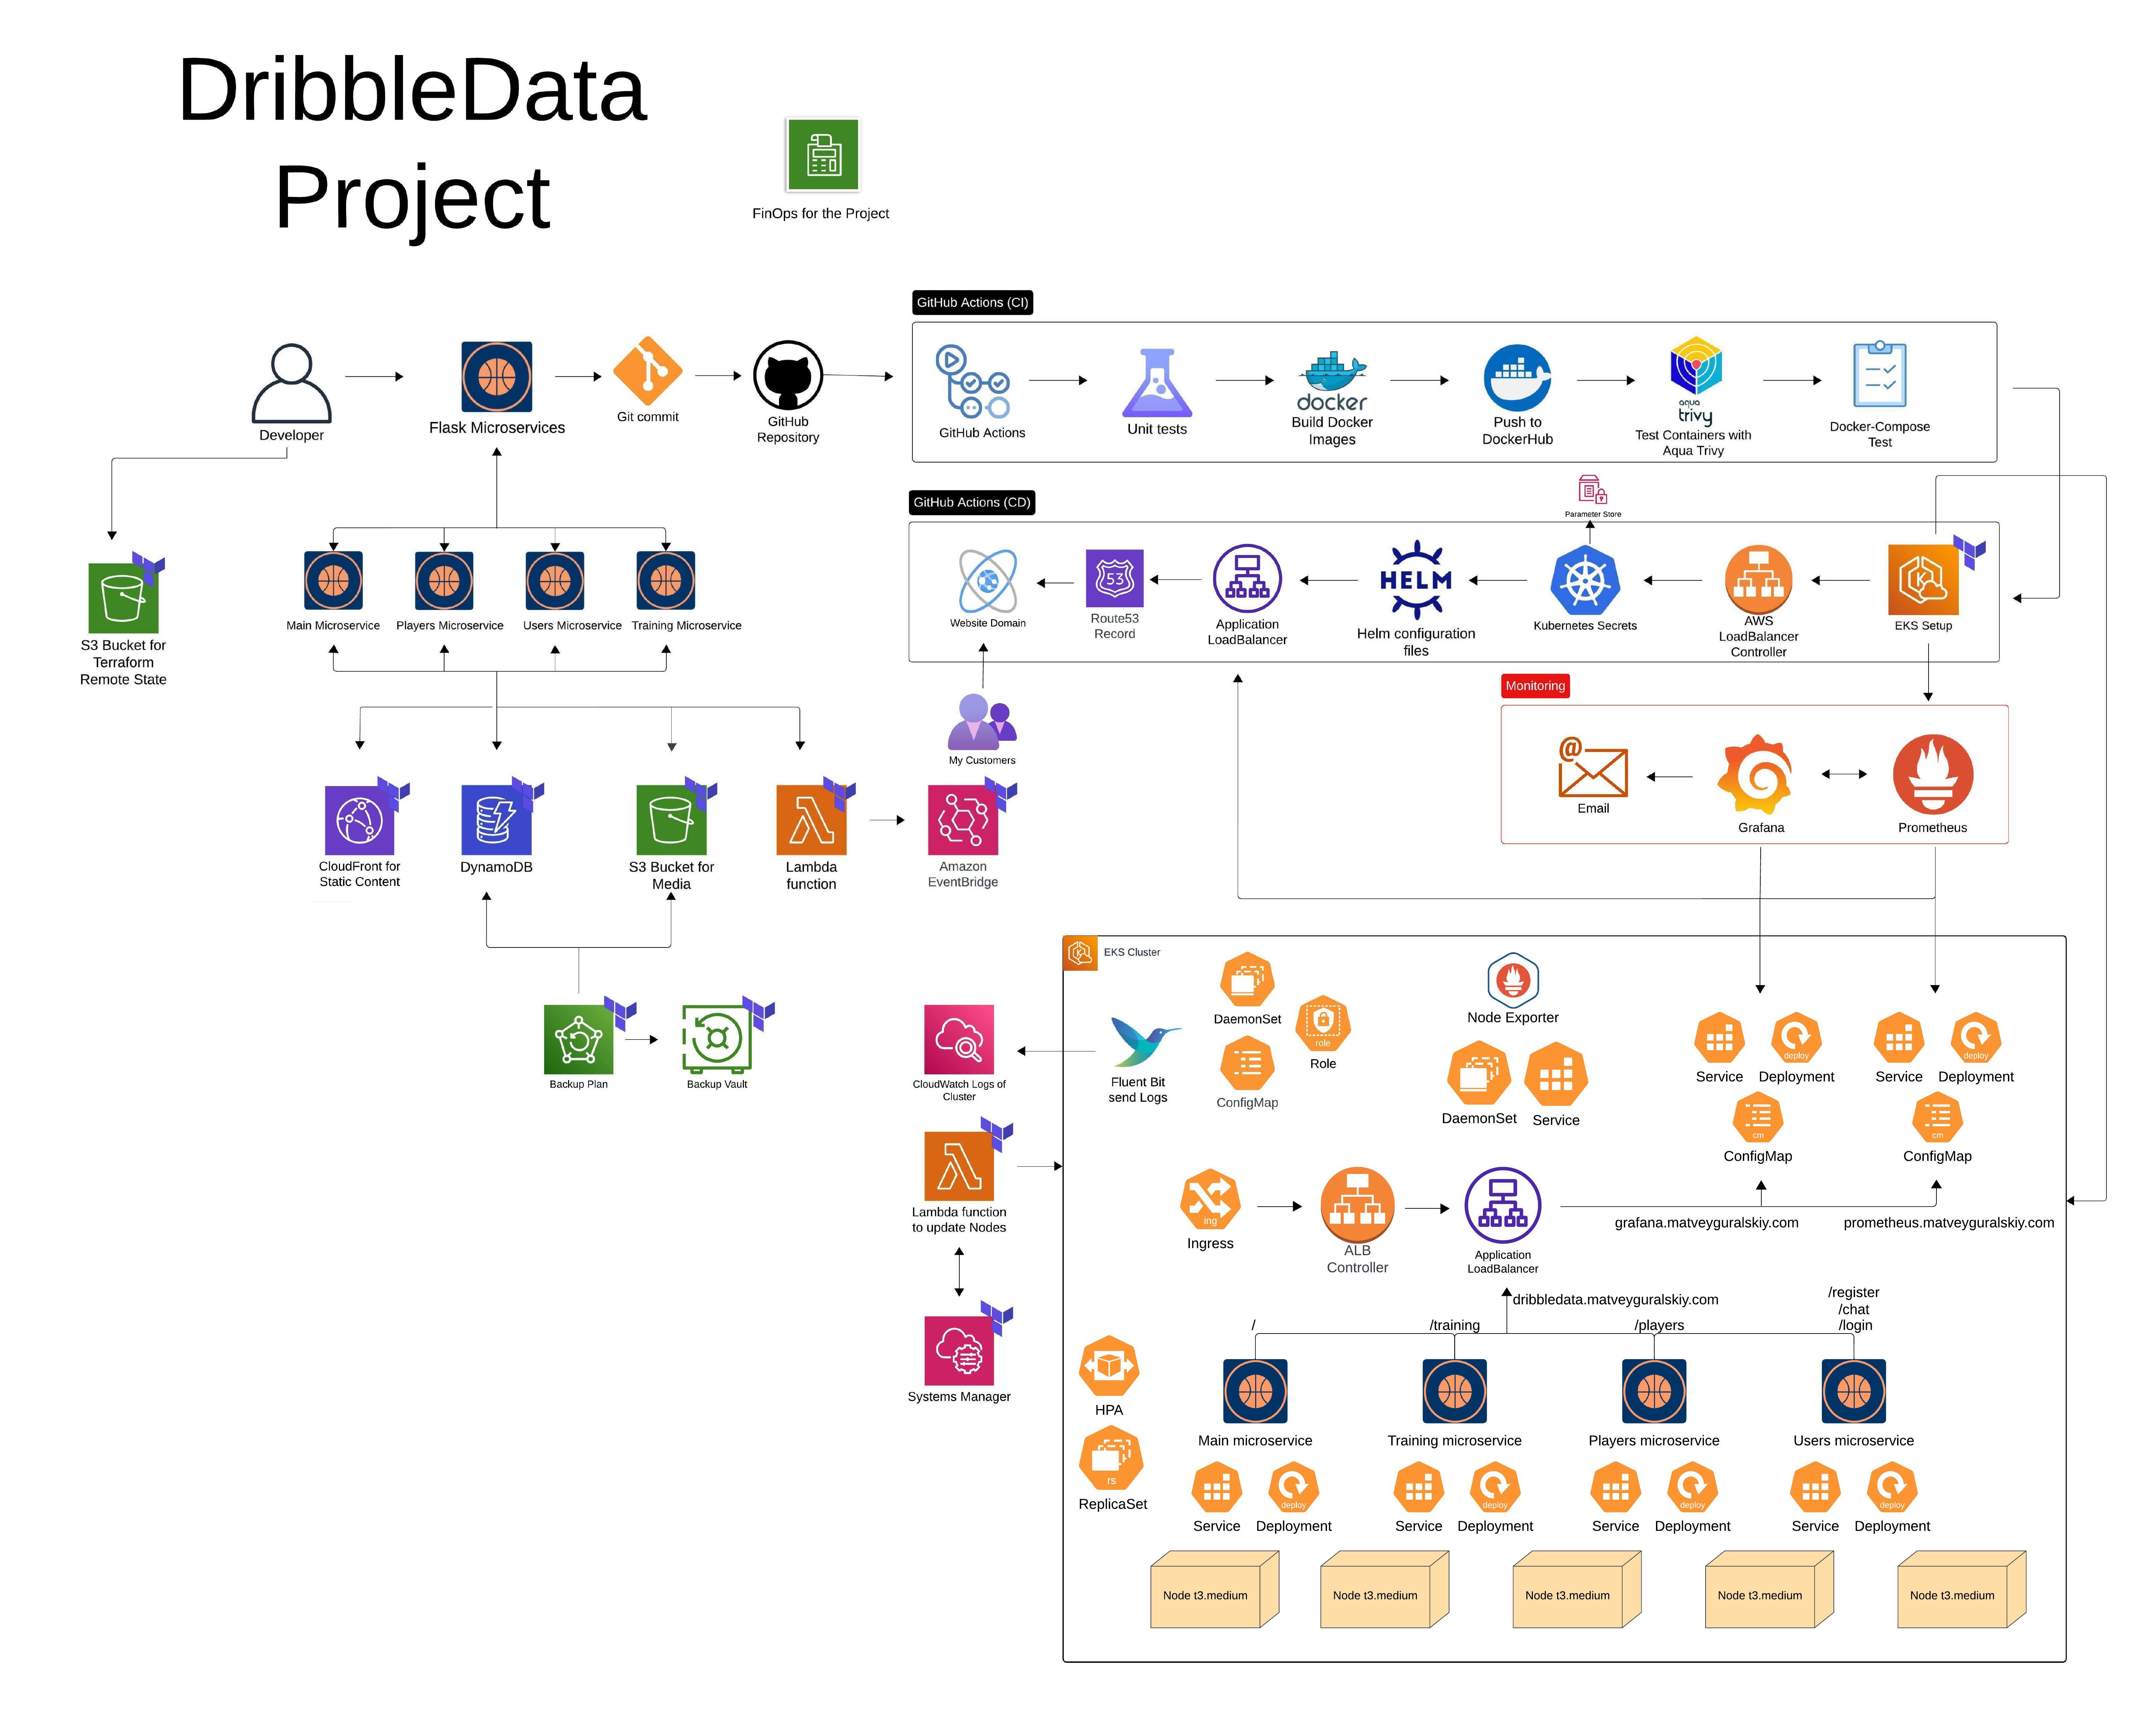 DribbleData
Project
FinOps for the Project
GitHub Actions (CI)
Developer
Flask Microservices
Git commit
GitHub
Repository
GitHub Actions
Unit tests
docker
Build Docker
Images
Push to
DockerHub
aqua
trivy
Test Containers with
Aqua Trivy
Docker-Compose
Test
Parameter Store
GitHub Actions (CD)
S3 Bucket for
Terraform
Remote State
Main Microservice
Players Microservice
Users Microservice
Training Microservice
Website Domain
53
Route53
Record
Application
LoadBalancer
HELM
Helm configuration
files
Kubernetes Secrets
AWS
LoadBalancer
Controller
K
EKS Setup
My Customers
Monitoring
@
Email
Grafana
Prometheus
CloudFront for
Static Content
DynamoDB
S3 Bucket for
Media
Lambda
function
Amazon
EventBridge
Backup Plan
Backup Vault
CloudWatch Logs of
Cluster
Lambda function
to update Nodes
Systems Manager
K
EKS Cluster
Fluent Bit
send Logs
DaemonSet
role
Role
ConfigMap
Node Exporter
DaemonSet
Service
Service
deploy
Deployment
cm
ConfigMap
Service
deploy
Deployment
cm
ConfigMap
ing
Ingress
ALB
Controller
Application
LoadBalancer
grafana.matveyguralskiy.com
prometheus.matveyguralskiy.com
dribbledata.matveyguralskiy.com
/
/training
/players
/register
/chat
/login
HPA
rs
ReplicaSet
Main microservice
Training microservice
Players microservice
Users microservice
Service
deploy
Deployment
Service
deploy
Deployment
Service
deploy
Deployment
Service
deploy
Deployment
Node t3.medium
Node t3.medium
Node t3.medium
Node t3.medium
Node t3.medium